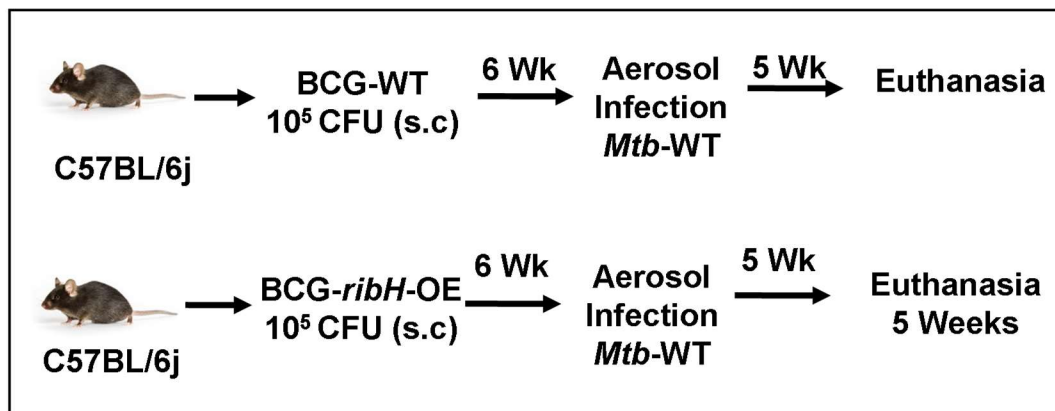 BCG-WT
10⁵ CFU (s.c)
6 Wk
Aerosol
Infection
Mtb-WT
5 Wk
Euthanasia
C57BL/6j
BCG-ribH-OE
10⁵ CFU (s.c)
6 Wk
Aerosol
Infection
Mtb-WT
5 Wk
Euthanasia
5 Weeks
C57BL/6j